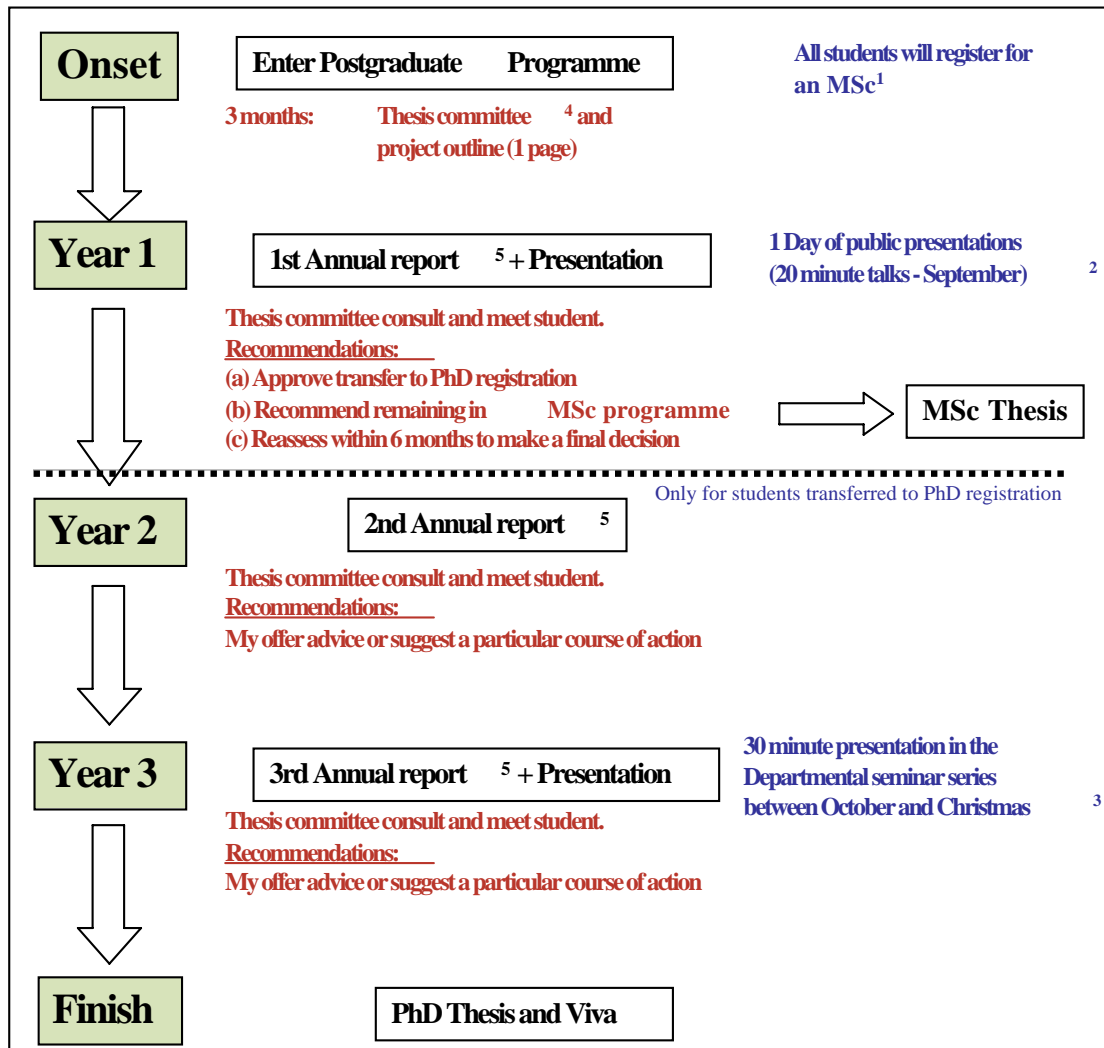 Onset
Enter Postgraduate Programme
All students will register for
an MSc1
3 months: Thesis committee 4 and
project outline (1 page)
Year 1
1st Annual report 5 + Presentation
1 Day of public presentations
(20 minute talks - September) 2
Thesis committee consult and meet student.
Recommendations:
(a) Approve transfer to PhD registration
(b) Recommend remaining in MSc programme
(c) Reassess within 6 months to make a final decision
MSc Thesis
Only for students transferred to PhD registration
Year 2
2nd Annual report 5
Thesis committee consult and meet student.
Recommendations:
My offer advice or suggest a particular course of action
Year 3
3rd Annual report 5 + Presentation
30 minute presentation in the
Departmental seminar series
between October and Christmas 3
Thesis committee consult and meet student.
Recommendations:
My offer advice or suggest a particular course of action
Finish
PhD Thesis and Viva